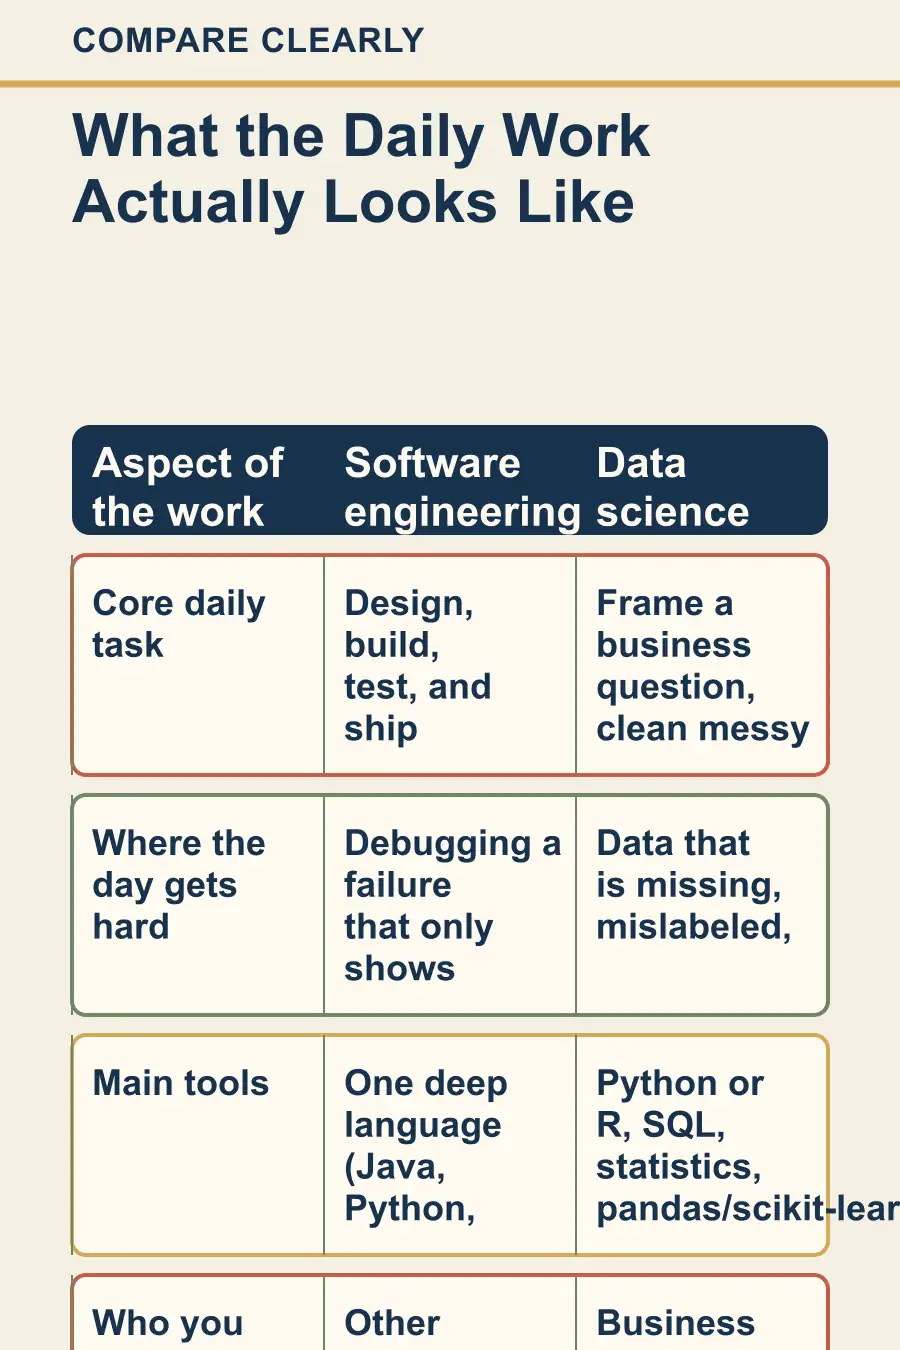 COMPARE CLEARLY
What the Daily Work
Actually Looks Like
Aspect of
the work
Software
engineering
Data
science
Core daily
task
Design,
build,
test, and
ship
Frame a
business
question,
clean messy
Where the
day gets
hard
Debugging a
failure
that only
shows
Data that
is missing,
mislabeled,
Main tools
One deep
language
(Java,
Python,
Python or
R, SQL,
statistics,
pandas/scikit-lear
Who you
Other
Business